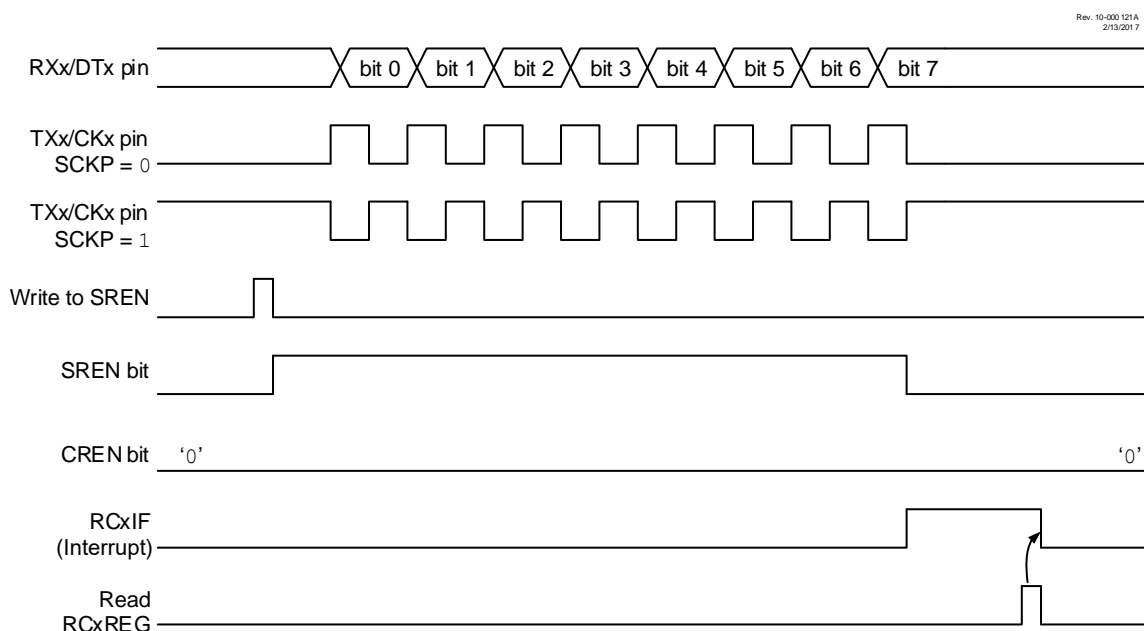 Rev. 10-000 121A
2/13/2017
RXx/DTx pin
bit 0 bit 1 bit 2 bit 3 bit 4 bit 5 bit 6 bit 7
TXx/CKx pin
SCKP = 0
TXx/CKx pin
SCKP = 1
Write to SREN
SREN bit
CREN bit ‘0’ ‘0’
RCxIF
(Interrupt)
Read
RCxREG